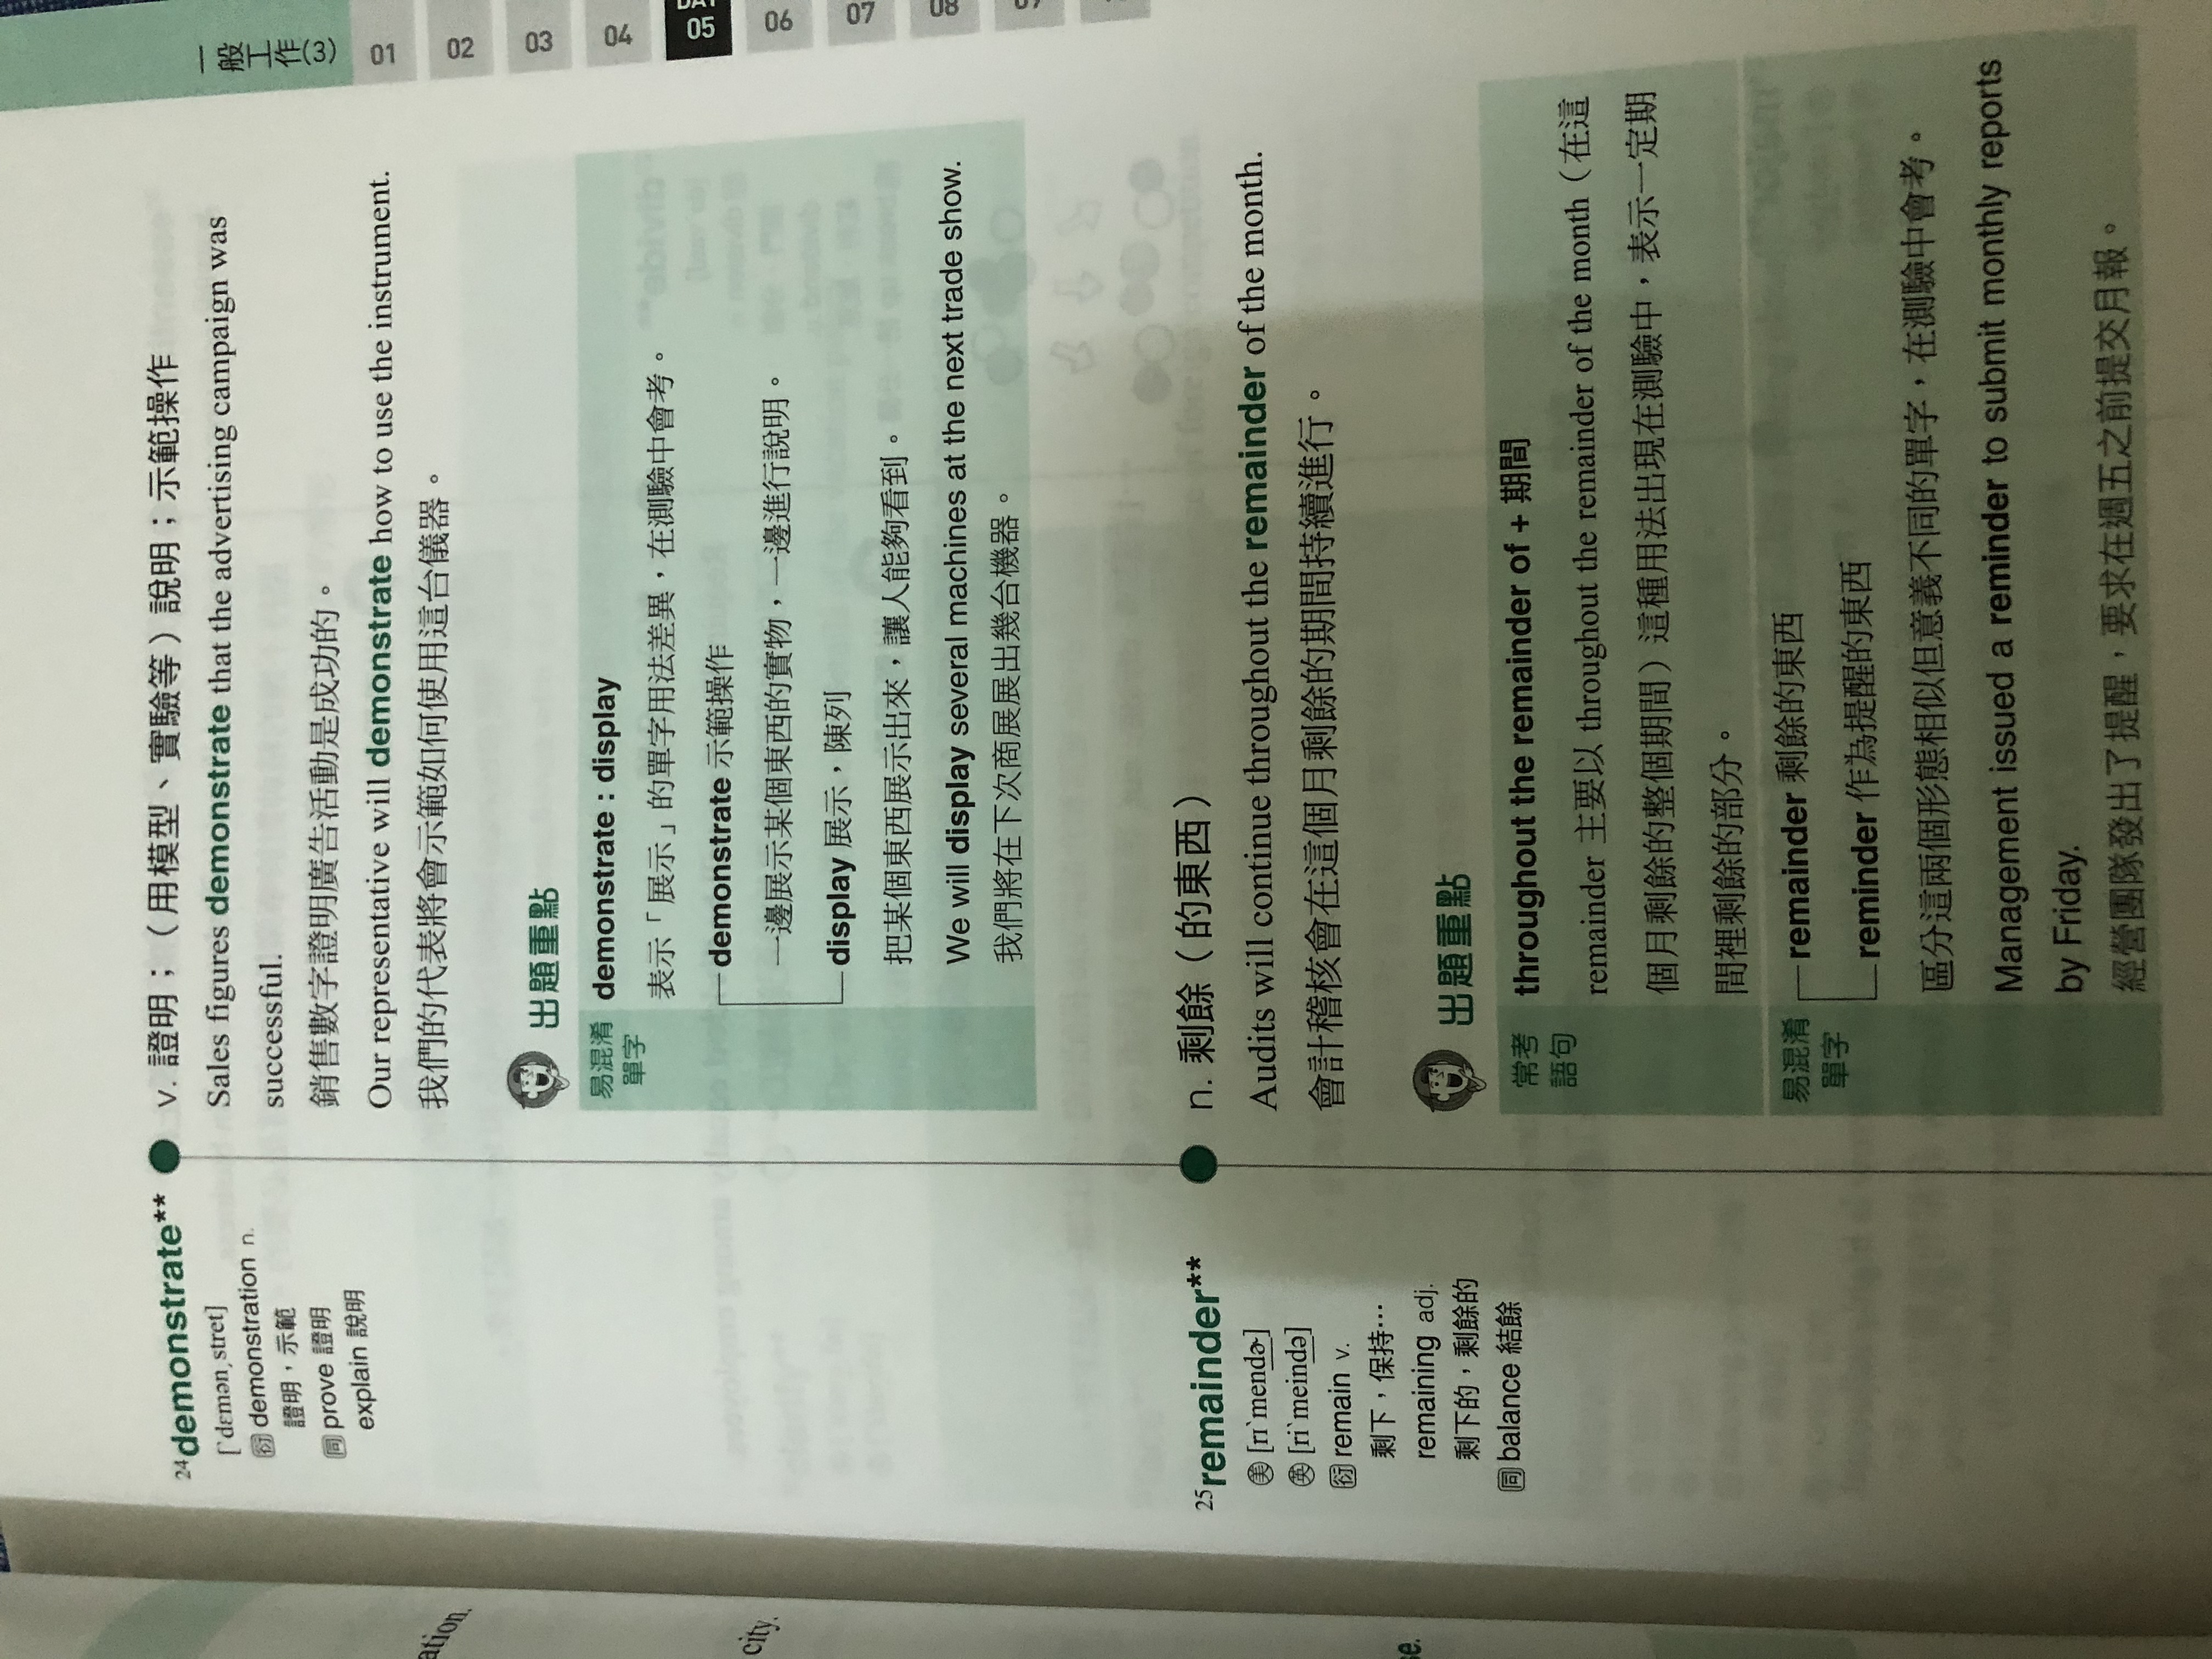 ation.
city.
se.
24 demonstrate**
[ˋdɛmənˏstret]
衍 demonstration n.
證明，示範
同 prove 證明
explain 說明
v. 證明；（用模型、實驗等）說明；示範操作
Sales figures demonstrate that the advertising campaign was
successful.
銷售數字證明廣告活動是成功的。
Our representative will demonstrate how to use the instrument.
我們的代表將會示範如何使用這台儀器。
出題重點
易混淆
單字
demonstrate : display
表示「展示」的單字用法差異，在測驗中會考。
demonstrate 示範操作
一邊展示某個東西的實物，一邊進行說明。
display 展示，陳列
把某個東西展示出來，讓人能夠看到。
We will display several machines at the next trade show.
我們將在下次商展展出幾台機器。
25 remainder**
美 [rɪˋmendɚ]
英 [riˋmeində]
衍 remain v.
剩下，保持…
remaining adj.
剩下的，剩餘的
同 balance 結餘
n. 剩餘（的東西）
Audits will continue throughout the remainder of the month.
會計稽核會在這個月剩餘的期間持續進行。
出題重點
常考
語句
throughout the remainder of + 期間
remainder 主要以 throughout the remainder of the month（在這
個月剩餘的整個期間）這種用法出現在測驗中，表示一定期
間裡剩餘的部分。
易混淆
單字
remainder 剩餘的東西
reminder 作為提醒的東西
區分這兩個形態相似但意義不同的單字，在測驗中會考。
Management issued a reminder to submit monthly reports
by Friday.
經營團隊發出了提醒，要求在週五之前提交月報。
一般工作(3)
01
02
03
04
05
06
07
08